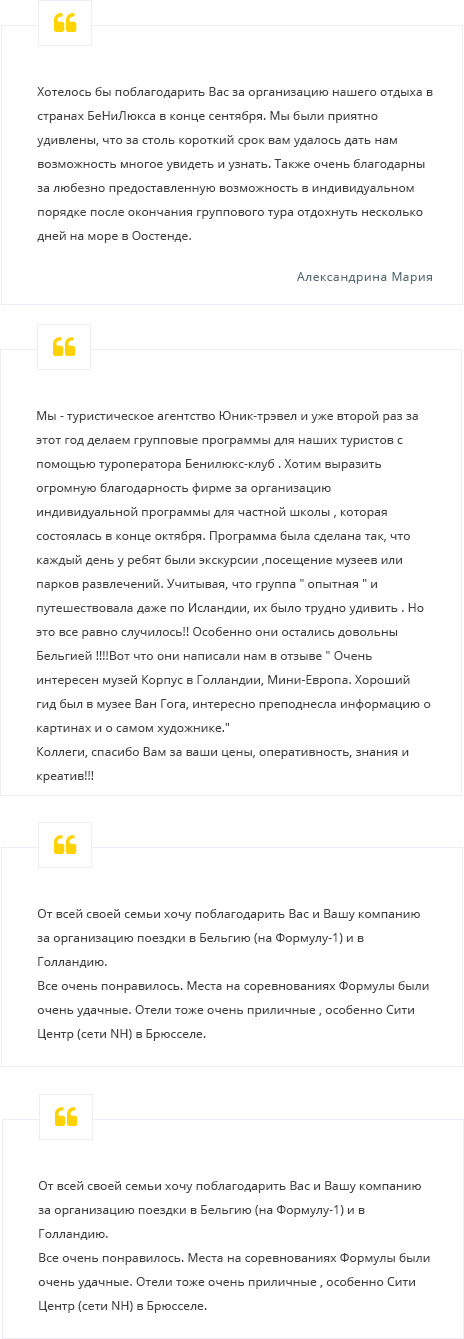 Хотелось бы поблагодарить Вас за организацию нашего отдыха в
странах БеНиЛюкса в конце сентября. Мы были приятно
удивлены, что за столь короткий срок вам удалось дать нам
возможность многое увидеть и узнать. Также очень благодарны
за любезно предоставленную возможность в индивидуальном
порядке после окончания группового тура отдохнуть несколько
дней на море в Оостенде.
Александрина Мария
Мы - туристическое агентство Юник-трэвел и уже второй раз за
этот год делаем групповые программы для наших туристов с
помощью туроператора Бенилюкс-клуб . Хотим выразить
огромную благодарность фирме за организацию
индивидуальной программы для частной школы , которая
состоялась в конце октября. Программа была сделана так, что
каждый день у ребят были экскурсии ,посещение музеев или
парков развлечений. Учитывая, что группа " опытная " и
путешествовала даже по Исландии, их было трудно удивить . Но
это все равно случилось!! Особенно они остались довольны
Бельгией !!!!Вот что они написали нам в отзыве " Очень
интересен музей Корпус в Голландии, Мини-Европа. Хороший
гид был в музее Ван Гога, интересно преподнесла информацию о
картинах и о самом художнике."
Коллеги, спасибо Вам за ваши цены, оперативность, знания и
креатив!!!
От всей своей семьи хочу поблагодарить Вас и Вашу компанию
за организацию поездки в Бельгию (на Формулу-1) и в
Голландию.
Все очень понравилось. Места на соревнованиях Формулы были
очень удачные. Отели тоже очень приличные , особенно Сити
Центр (сети NH) в Брюсселе.
От всей своей семьи хочу поблагодарить Вас и Вашу компанию
за организацию поездки в Бельгию (на Формулу-1) и в
Голландию.
Все очень понравилось. Места на соревнованиях Формулы были
очень удачные. Отели тоже очень приличные , особенно Сити
Центр (сети NH) в Брюсселе.